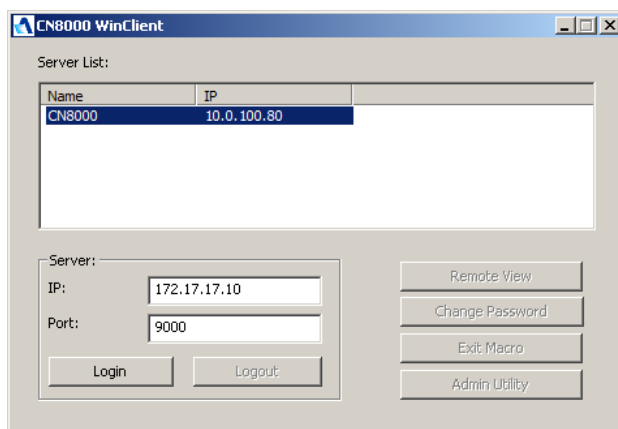 CN8000 WinClient
Server List:
Name IP
CN8000 10.0.100.80
Server:
IP: 172.17.17.10
Port: 9000
Login Logout
Remote View
Change Password
Exit Macro
Admin Utility